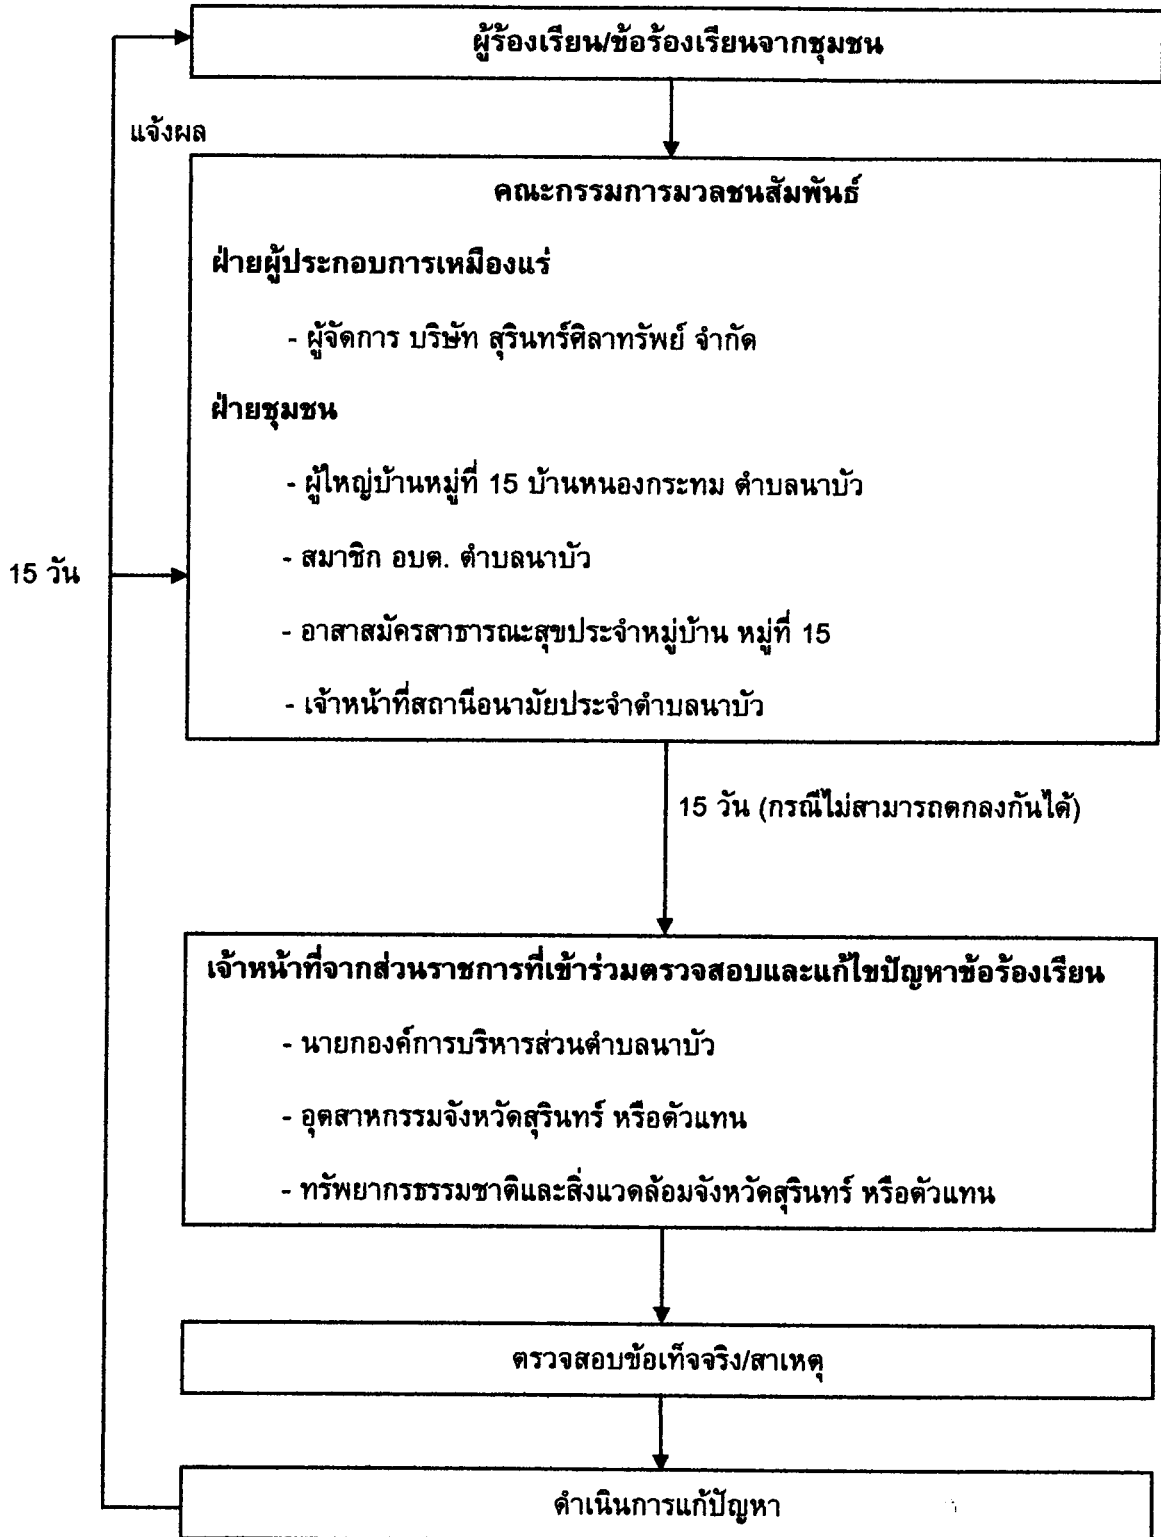 ผู้ร้องเรียน/ข้อร้องเรียนจากชุมชน
แจ้งผล
คณะกรรมการมวลชนสัมพันธ์
ฝ่ายผู้ประกอบการเหมืองแร่
- ผู้จัดการ บริษัท สุรินทร์ศิลาทรัพย์ จำกัด
ฝ่ายชุมชน
- ผู้ใหญ่บ้านหมู่ที่ 15 บ้านหนองกระทม ตำบลนาบัว
15 วัน
- สมาชิก อบต. ตำบลนาบัว
- อาสาสมัครสาธารณะสุขประจำหมู่บ้าน หมู่ที่ 15
- เจ้าหน้าที่สถานีอนามัยประจำตำบลนาบัว
15 วัน (กรณีไม่สามารถตกลงกันได้)
เจ้าหน้าที่จากส่วนราชการที่เข้าร่วมตรวจสอบและแก้ไขปัญหาข้อร้องเรียน
- นายกองค์การบริหารส่วนตำบลนาบัว
- อุตสาหกรรมจังหวัดสุรินทร์ หรือตัวแทน
- ทรัพยากรธรรมชาติและสิ่งแวดล้อมจังหวัดสุรินทร์ หรือตัวแทน
ตรวจสอบข้อเท็จจริง/สาเหตุ
ดำเนินการแก้ปัญหา